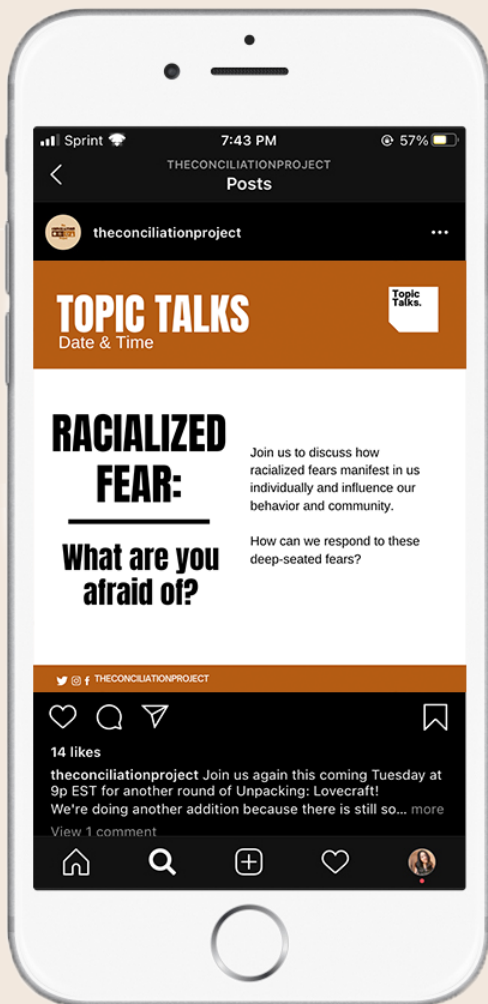 Sprint 7:43 PM 57%
THECONCILIATIONPROJECT
Posts
theconciliationproject
TOPIC TALKS
Date & Time
Topic
Talks.
RACIALIZED
FEAR:
What are you
afraid of?
Join us to discuss how
racialized fears manifest in us
individually and influence our
behavior and community.
How can we respond to these
deep-seated fears?
THECONCILIATIONPROJECT
14 likes
theconciliationproject Join us again this coming Tuesday at
9p EST for another round of Unpacking: Lovecraft!
We're doing another addition because there is still so... more
View 1 comment